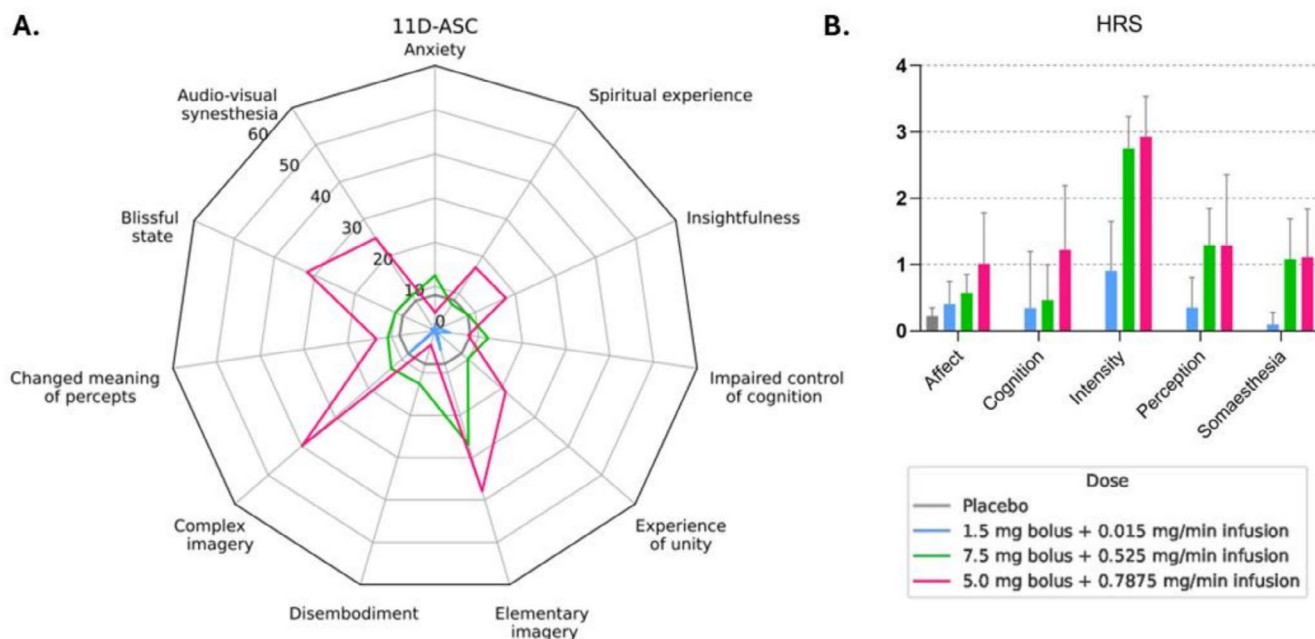 A.
11D-ASC
Anxiety
Audio-visual
synesthesia
Spiritual experience
60
50
40
30
20
10
0
Blissful
state
Insightfulness
Changed meaning
of percepts
Impaired control
of cognition
Complex
imagery
Experience
of unity
Disembodiment
Elementary
imagery
B.
HRS
4
3
2
1
0
Affect
Cognition
Intensity
Perception
Somaesthesia
Dose
Placebo
1.5 mg bolus + 0.015 mg/min infusion
7.5 mg bolus + 0.525 mg/min infusion
5.0 mg bolus + 0.7875 mg/min infusion